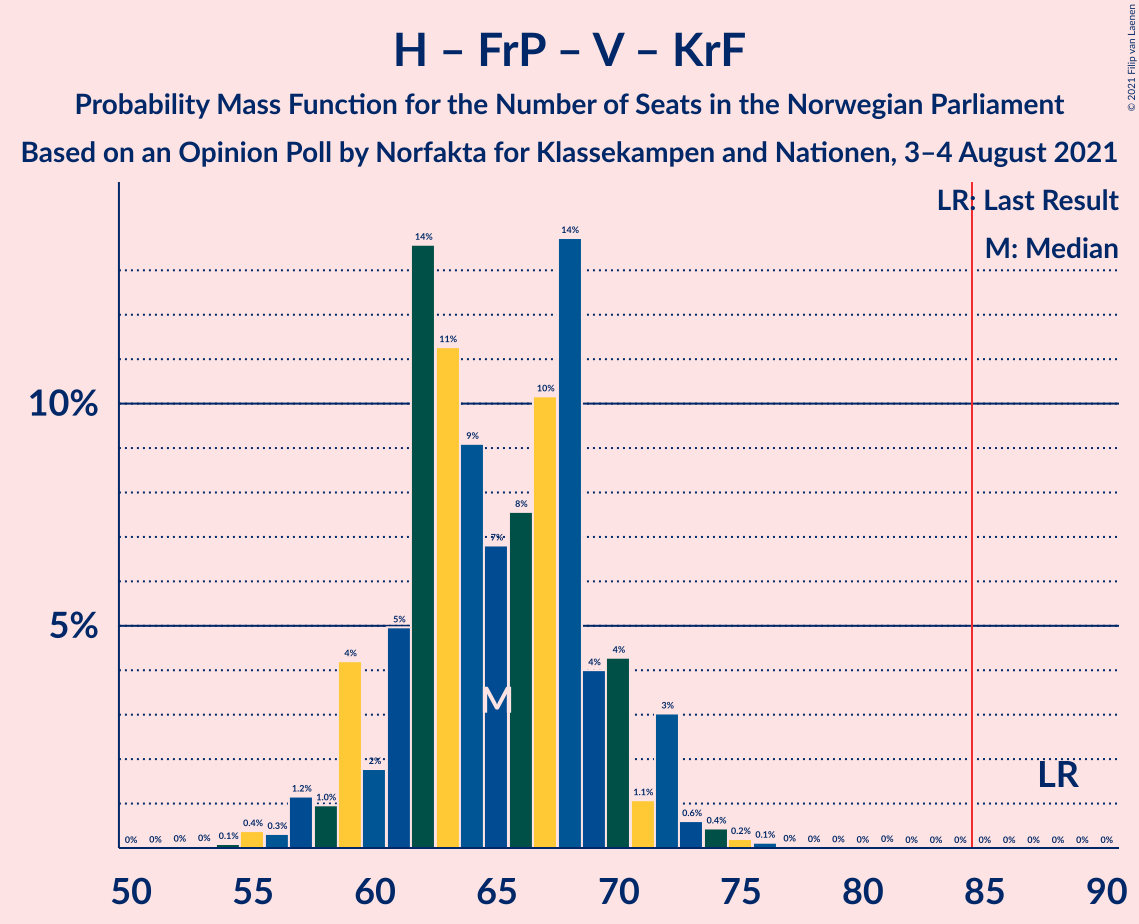 © 2021 Filip van Laenen
H – FrP – V – KrF
Probability Mass Function for the Number of Seats in the Norwegian Parliament
Based on an Opinion Poll by Norfakta for Klassekampen and Nationen, 3–4 August 2021
LR: Last Result
M: Median
10%
5%
0% 0% 0% 0% 0.1% 0.4% 0.3% 1.2% 1.0% 4% 2% 5% 14% 11% 9% 7% 8% 10% 14% 4% 4% 1.1% 3% 0.6% 0.4% 0.2% 0.1% 0% 0% 0% 0% 0% 0% 0% 0% 0% 0% 0% 0% 0% 0%
M
LR
50 55 60 65 70 75 80 85 90